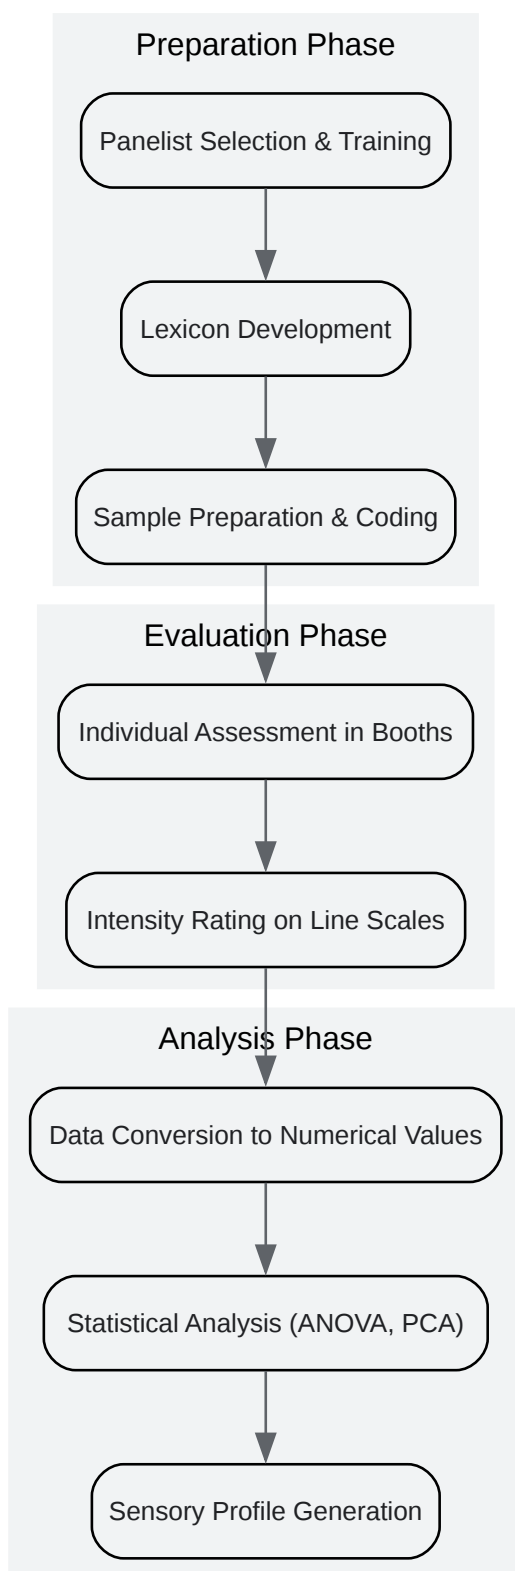 Preparation Phase
Panelist Selection & Training
Lexicon Development
Sample Preparation & Coding
Evaluation Phase
Individual Assessment in Booths
Intensity Rating on Line Scales
Analysis Phase
Data Conversion to Numerical Values
Statistical Analysis (ANOVA, PCA)
Sensory Profile Generation